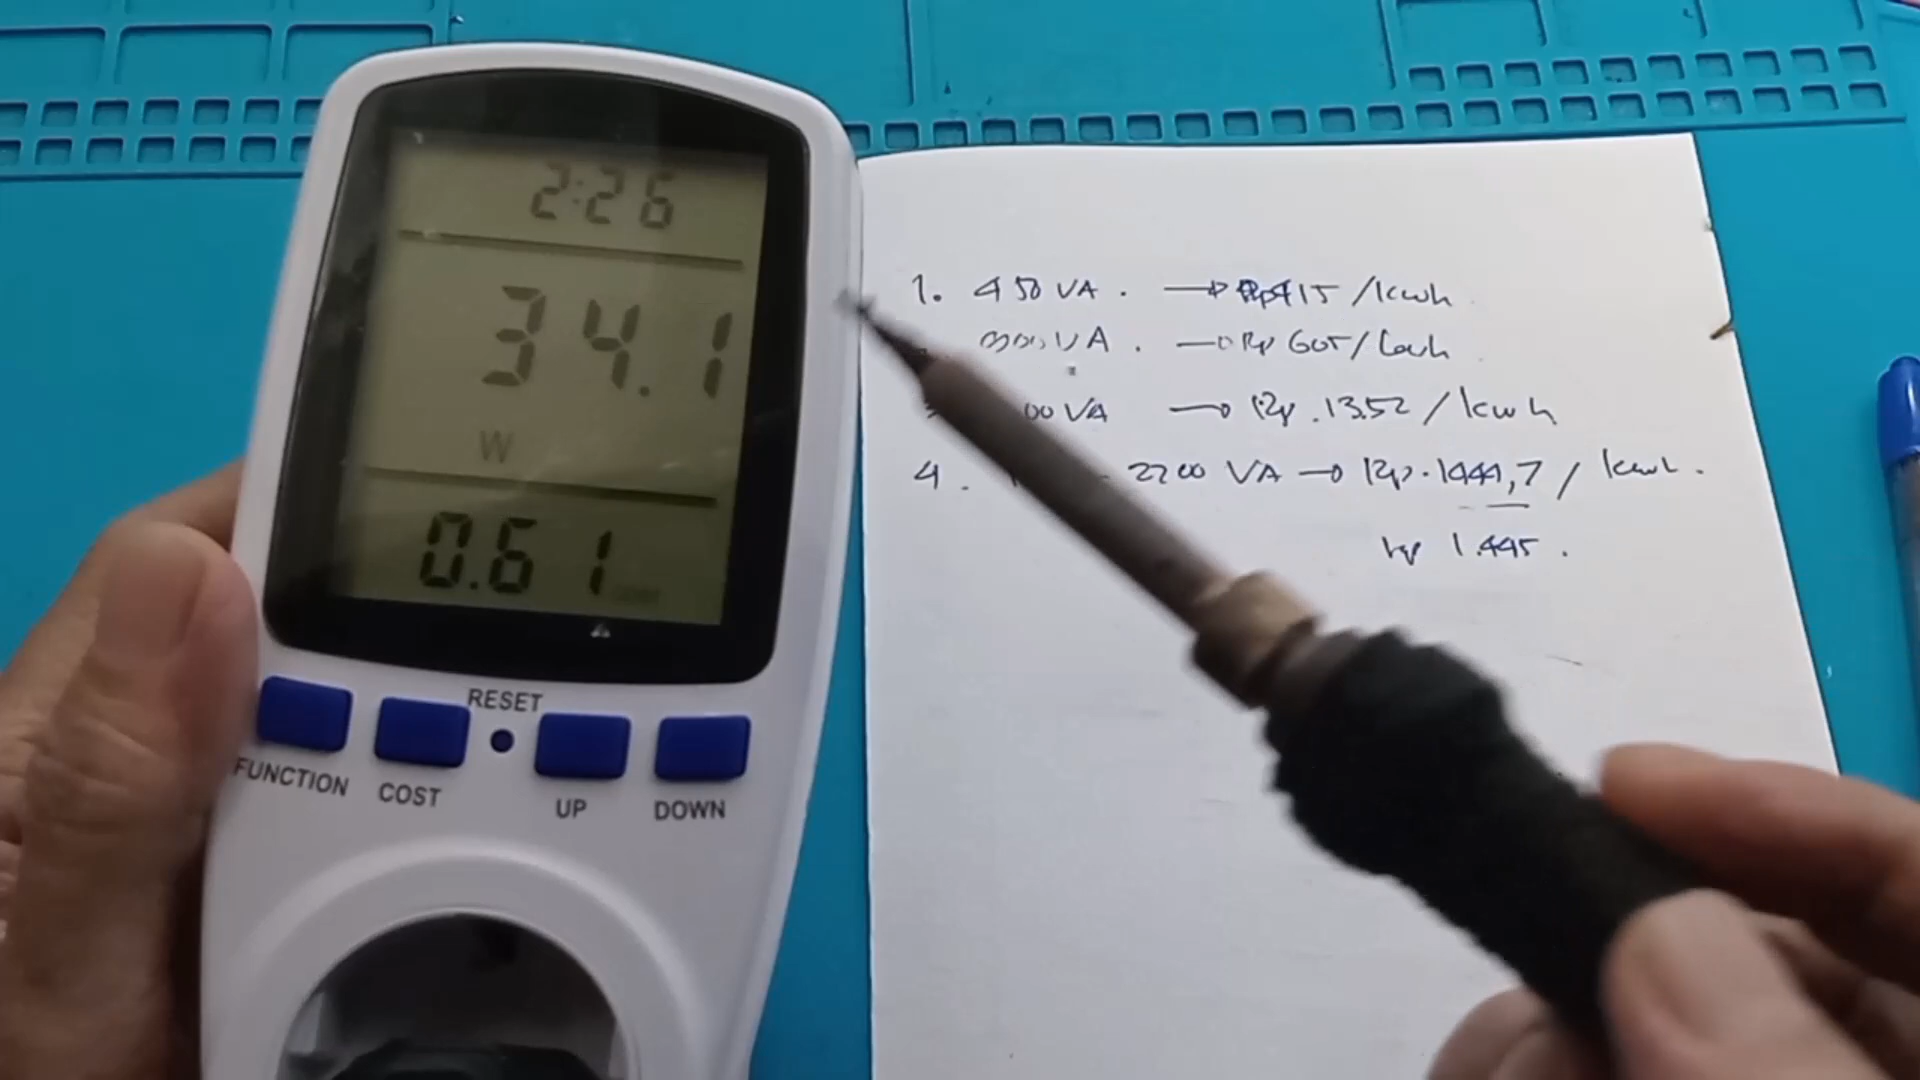 2:26
34.1
W
0.61
RESET
FUNCTION
COST
UP
DOWN
1. 450 VA . → Rp 415 /kwh
VA . → Rp 605/kwh
00 VA → Rp .1352 /kwh
4 . 2200 VA → Rp.1444,7 / kwh.
Rp 1.445 .